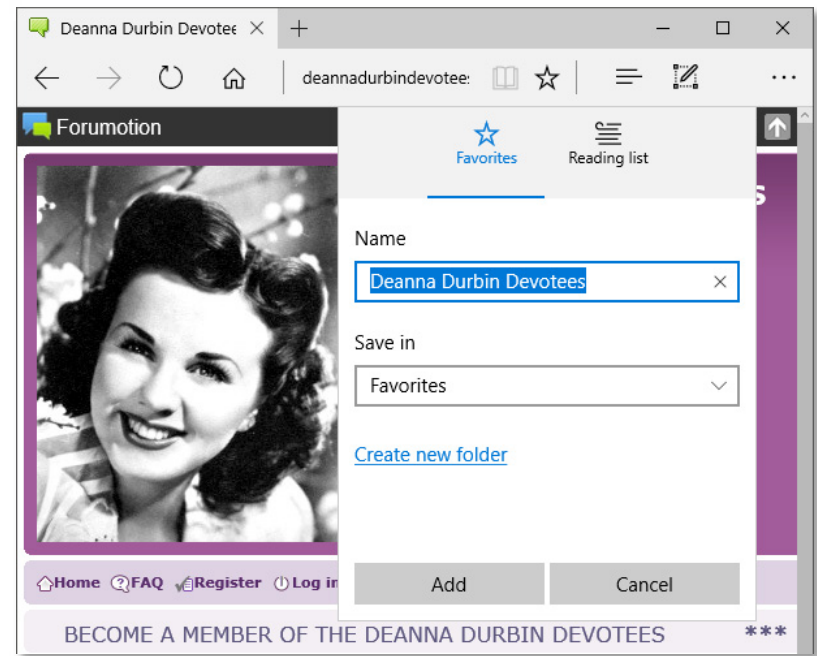 Deanna Durbin Devotee
deannadurbindevotee:
Forumotion
Favorites
Reading list
s
Name
Deanna Durbin Devotees
Save in
Favorites
Create new folder
Add
Cancel
Home FAQ Register Log in
BECOME A MEMBER OF THE DEANNA DURBIN DEVOTEES ***